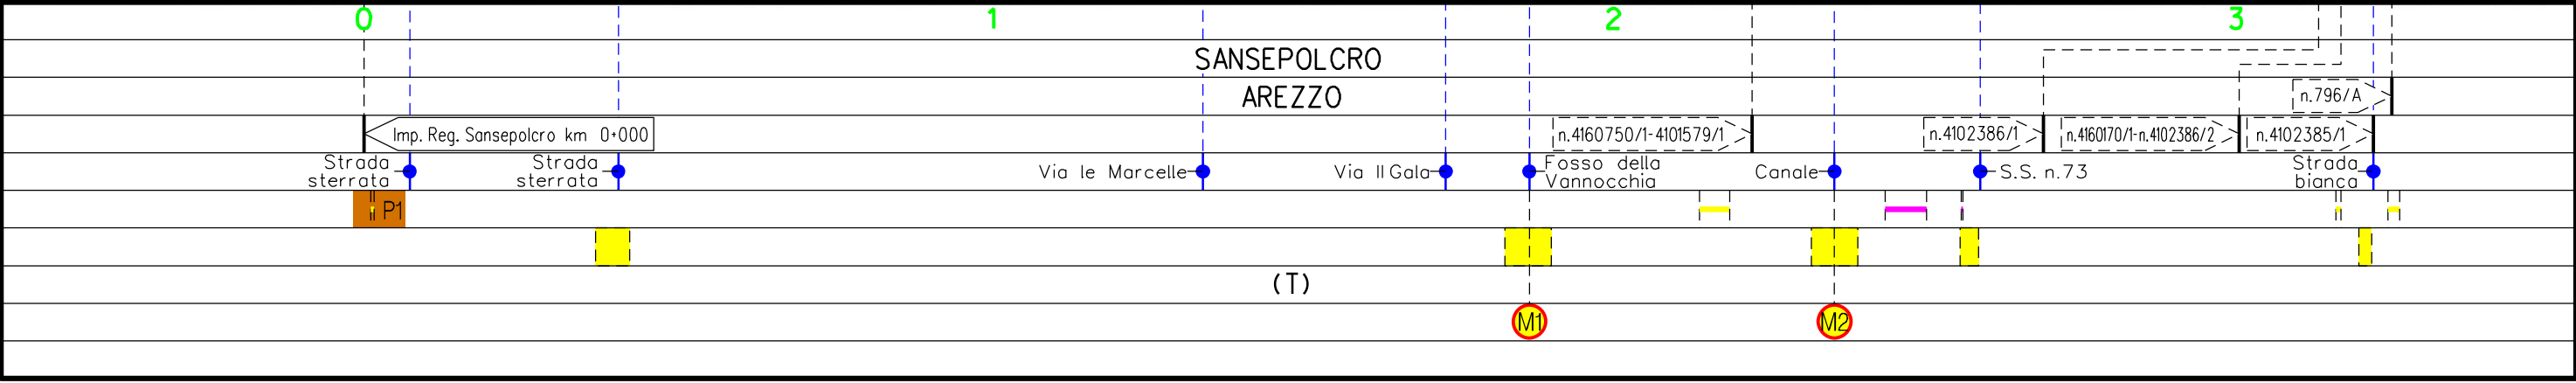 0 1 2 3
SANSEPOLCRO
AREZZO
n.796/A
Imp. Reg. Sansepolcro km 0+000
n.4160750/1-4101579/1
n.4102386/1
n.4160170/1-n.4102386/2
n.4102385/1
Strada
sterrata
Strada
sterrata
Via le Marcelle
Via II Gala
Fosso della
Vannocchia
Canale
S.S. n.73
Strada
bianca
P1
(T)
M1
M2